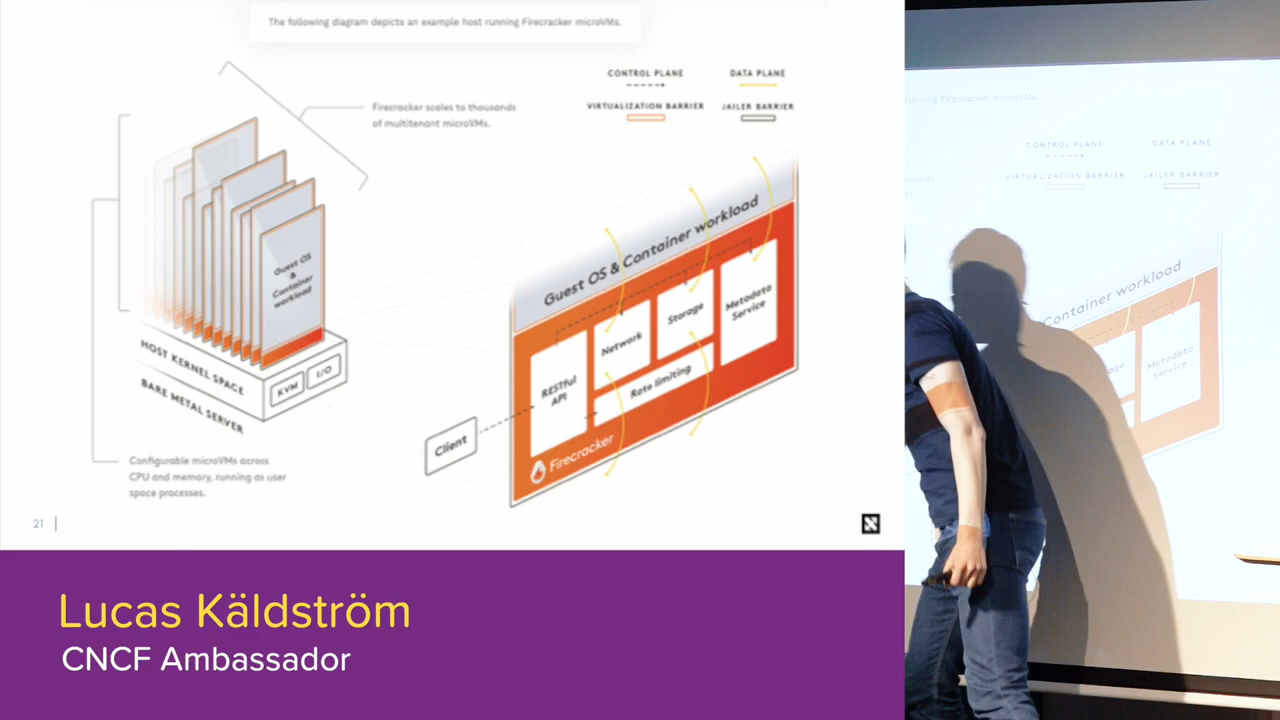 The following diagram depicts an example host running Firecracker microVMs.
CONTROL PLANE
DATA PLANE
VIRTUALIZATION BARRIER
JAILER BARRIER
Firecracker scales to thousands
of multitenant microVMs.
Guest OS
&
Container
workload
HOST KERNEL SPACE
KVM
I/O
BARE METAL SERVER
Configurable microVMs across
CPU and memory, running as user
space processes.
Guest OS & Container workload
RESTful
API
Network
Storage
Metadata
Service
Rate limiting
Client
Firecracker
21
Lucas Käldström
CNCF Ambassador
running Firecracker microVMs.
CONTROL PLANE
DATA PLANE
VIRTUALIZATION BARRIER
JAILER BARRIER
Container workload
Metadata
Service